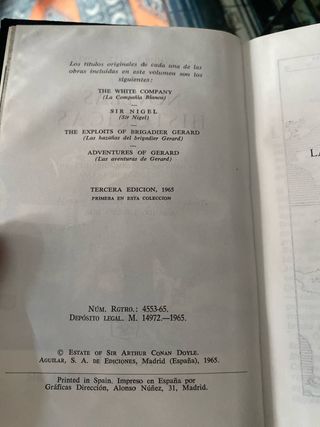 Los títulos originales de cada una de las
obras incluídas en este volumen son los
siguientes:
THE WHITE COMPANY
(La Compañía Blanca)
—
SIR NIGEL
(Sir Nigel)
—
THE EXPLOITS OF BRIGADIER GERARD
(Las hazañas del brigadier Gerard)
—
ADVENTURES OF GERARD
(Las aventuras de Gerard)
TERCERA EDICION, 1965
PRIMERA EN ESTA COLECCION
NÚM. RGTRO.: 4553-65.
DEPÓSITO LEGAL. M. 14972.—1965.
© ESTATE OF SIR ARTHUR CONAN DOYLE.
AGUILAR, S. A. DE EDICIONES, Madrid (España), 1965.
Printed in Spain. Impreso en España por
Gráficas Dirección, Alonso Núñez, 31, Madrid.
LA